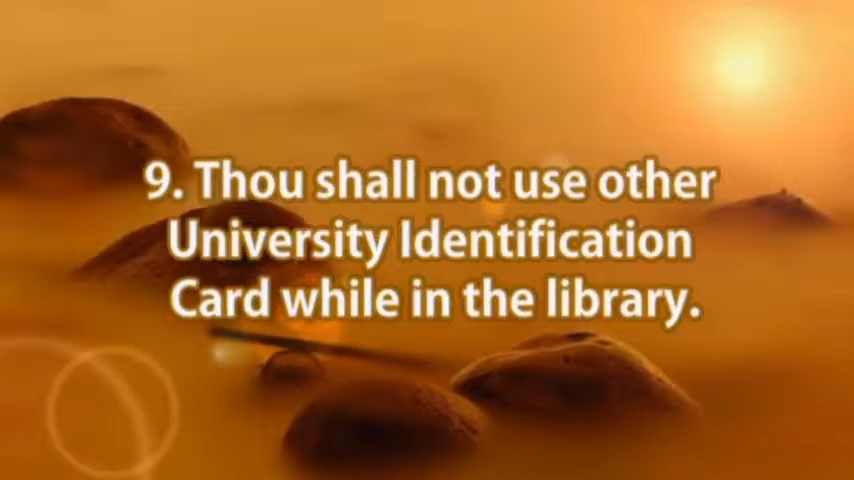 9. Thou shall not use other
University Identification
Card while in the library.